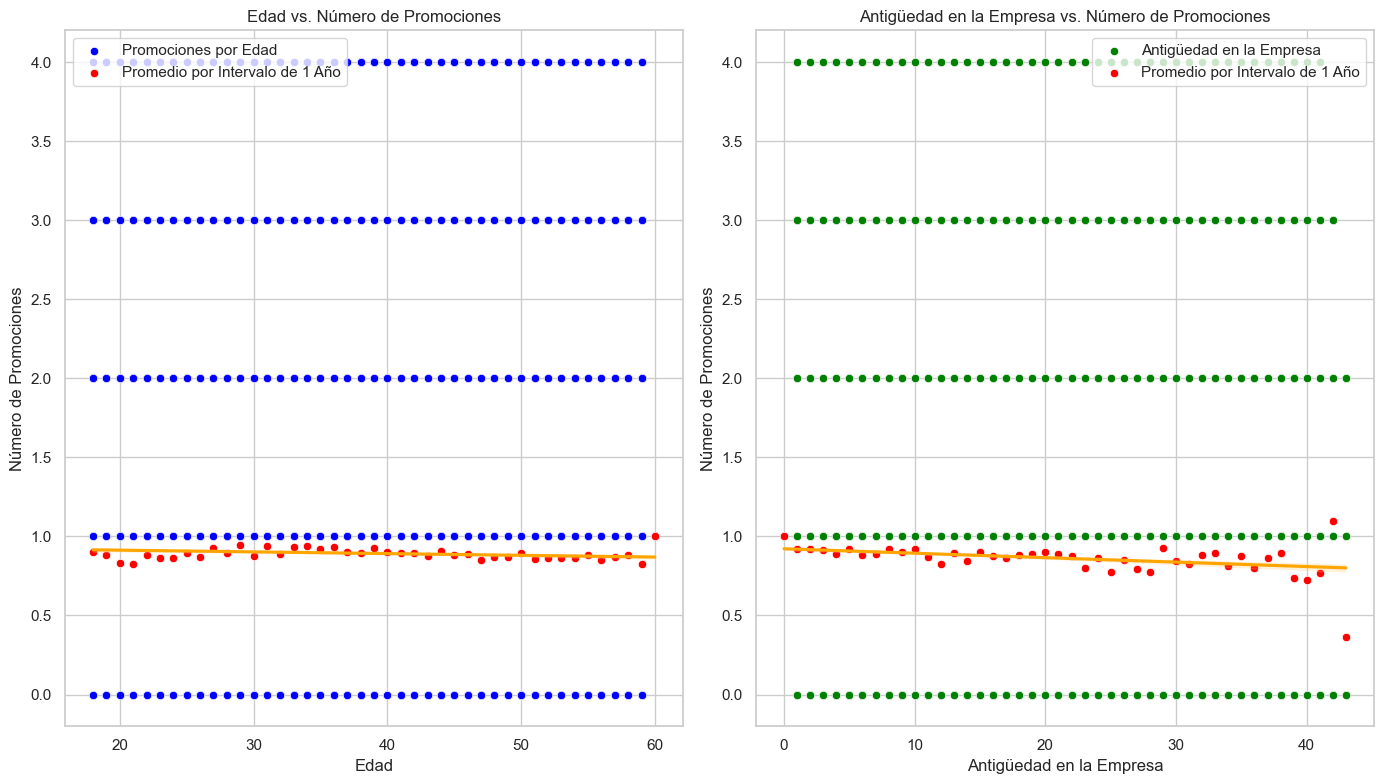 Edad vs. Número de Promociones
Promociones por Edad
Promedio por Intervalo de 1 Año
Número de Promociones
4.0
3.5
3.0
2.5
2.0
1.5
1.0
0.5
0.0
20
30
40
50
60
Edad
Antigüedad en la Empresa vs. Número de Promociones
Antigüedad en la Empresa
Promedio por Intervalo de 1 Año
Número de Promociones
4.0
3.5
3.0
2.5
2.0
1.5
1.0
0.5
0.0
0
10
20
30
40
Antigüedad en la Empresa